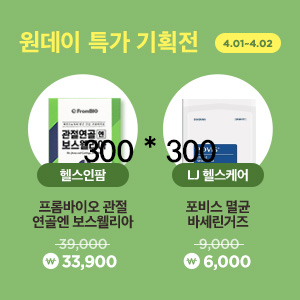 원데이 특가 기획전
4.01-4.02
FromBIO
관절연골엔
보스웰리아
300 * 300
헬스인팜
LJ 헬스케어
프롬바이오 관절
연골엔 보스웰리아
포비스 멸균
바세린거즈
39,000
₩ 33,900
9,000
₩ 6,000